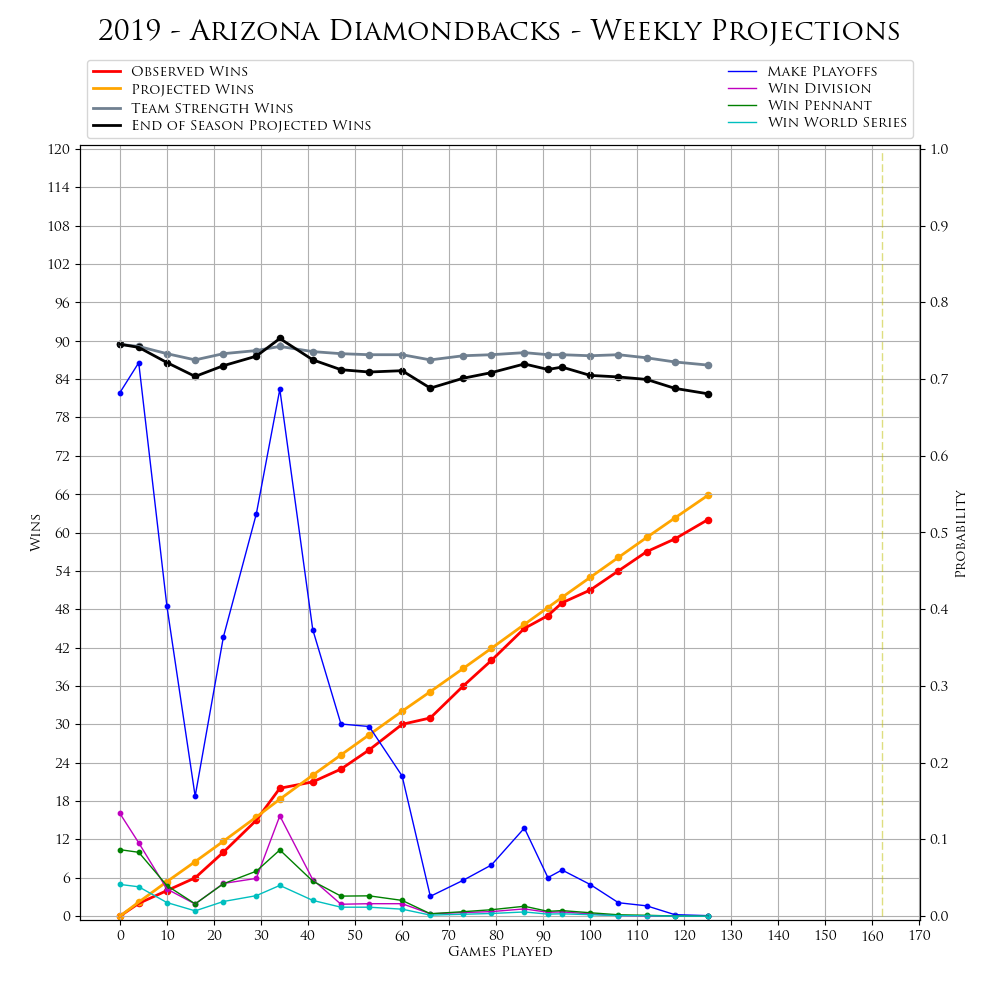 2019 - Arizona Diamondbacks - Weekly Projections
Observed Wins
Projected Wins
Team Strength Wins
End of Season Projected Wins
Make Playoffs
Win Division
Win Pennant
Win World Series
120
114
108
102
96
90
84
78
72
66
60
54
48
42
36
30
24
18
12
6
0
Wins
1.0
0.9
0.8
0.7
0.6
0.5
0.4
0.3
0.2
0.1
0.0
Probability
0 10 20 30 40 50 60 70 80 90 100 110 120 130 140 150 160 170
Games Played